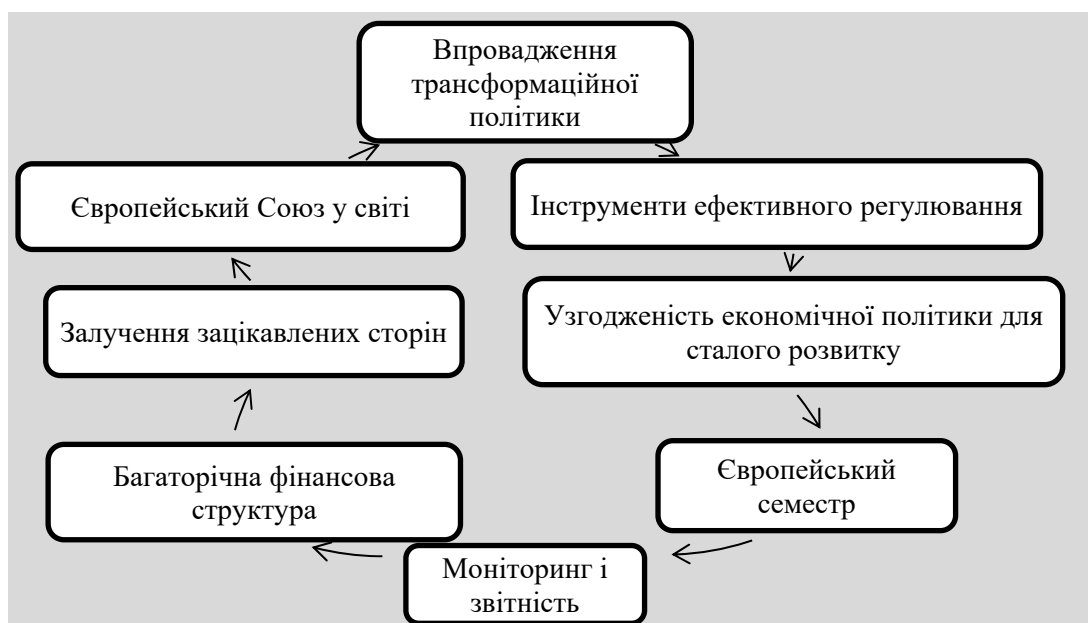 Впровадження
трансформаційної
політики
Європейський Союз у світі
Інструменти ефективного регулювання
Залучення зацікавлених сторін
Узгодженість економічної політики для
сталого розвитку
Багаторічна фінансова
структура
Європейський
семестр
Моніторинг і
звітність